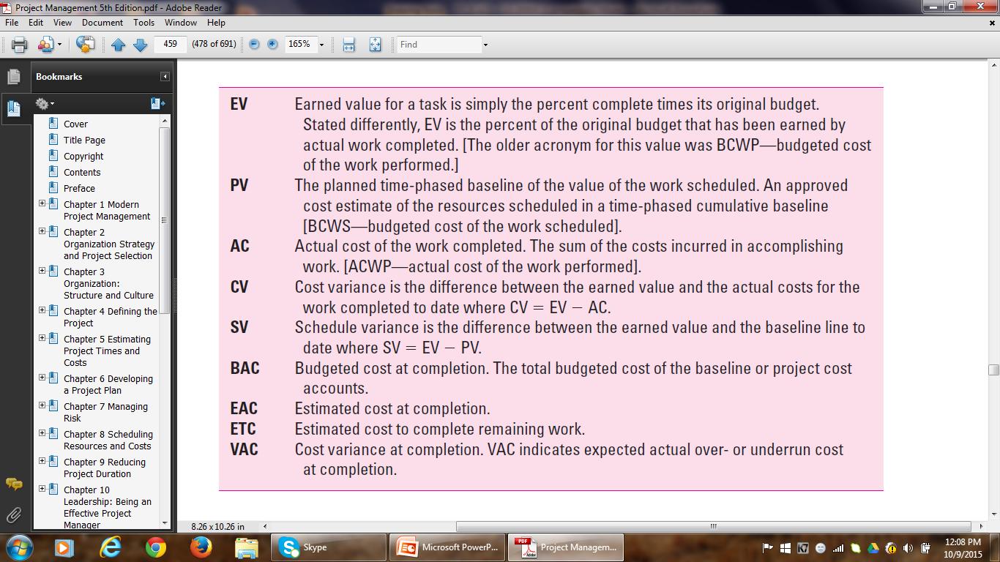 Project Management 5th Edition.pdf - Adobe Reader
File Edit View Document Tools Window Help
459 (478 of 691) 165% Find
Bookmarks
Cover
Title Page
Copyright
Contents
Preface
Chapter 1 Modern
Project Management
Chapter 2
Organization Strategy
and Project Selection
Chapter 3
Organization:
Structure and Culture
Chapter 4 Defining the
Project
Chapter 5 Estimating
Project Times and
Costs
Chapter 6 Developing
a Project Plan
Chapter 7 Managing
Risk
Chapter 8 Scheduling
Resources and Costs
Chapter 9 Reducing
Project Duration
Chapter 10
Leadership: Being an
Effective Project
Manager
EV Earned value for a task is simply the percent complete times its original budget.
Stated differently, EV is the percent of the original budget that has been earned by
actual work completed. [The older acronym for this value was BCWP—budgeted cost
of the work performed.]
PV The planned time-phased baseline of the value of the work scheduled. An approved
cost estimate of the resources scheduled in a time-phased cumulative baseline
[BCWS—budgeted cost of the work scheduled].
AC Actual cost of the work completed. The sum of the costs incurred in accomplishing
work. [ACWP—actual cost of the work performed].
CV Cost variance is the difference between the earned value and the actual costs for the
work completed to date where CV = EV − AC.
SV Schedule variance is the difference between the earned value and the baseline line to
date where SV = EV − PV.
BAC Budgeted cost at completion. The total budgeted cost of the baseline or project cost
accounts.
EAC Estimated cost at completion.
ETC Estimated cost to complete remaining work.
VAC Cost variance at completion. VAC indicates expected actual over- or underrun cost
at completion.
8.26 x 10.26 in
Skype
Microsoft PowerP...
Project Managem...
12:08 PM
10/9/2015